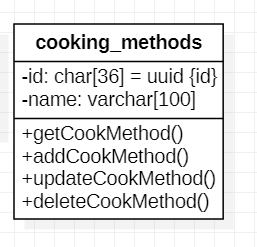 cooking_methods
-id: char[36] = uuid {id}
-name: varchar[100]
+getCookMethod()
+addCookMethod()
+updateCookMethod()
+deleteCookMethod()